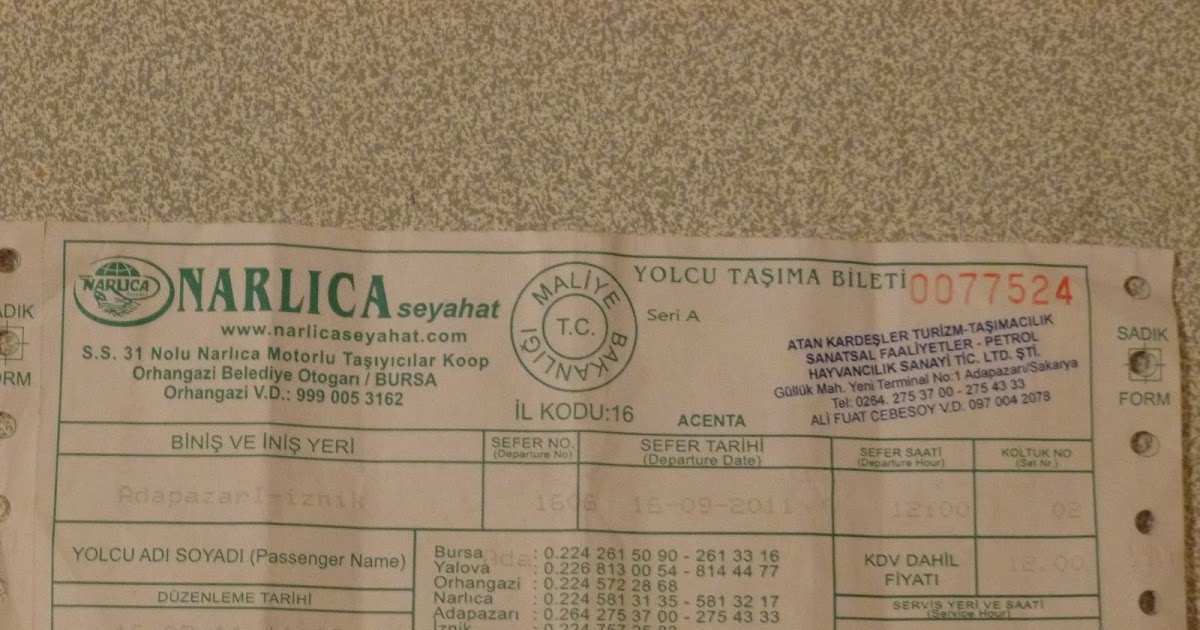 NARLICA
NARLICA seyahat
www.narlicaseyahat.com
S.S. 31 Nolu Narlıca Motorlu Taşıyıcılar Koop
Orhangazi Belediye Otogarı / BURSA
Orhangazi V.D.: 999 005 3162
MALİYE BAKANLIĞI
T.C.
İL KODU:16
YOLCU TAŞIMA BİLETİ 0077524
Seri A
ACENTA
ATAN KARDEŞLER TURİZM-TAŞIMACILIK
SANATSAL FAALİYETLER - PETROL
HAYVANCILIK SANAYİ TİC. LTD. ŞTİ.
Güllük Mah. Yeni Terminal No:1 Adapazarı/Sakarya
Tel: 0264. 275 37 00 - 275 43 33
ALİ FUAT CEBESOY V.D. 097 004 2078
SADIK
FORM
BİNİŞ VE İNİŞ YERİ
SEFER NO.
(Departure No)
SEFER TARİHİ
(Departure Date)
SEFER SAATİ
(Departure Hour)
KOLTUK NO
(Set Nr.)
Adapazarı-iznik
1606
16-09-2011
12:00
02
YOLCU ADI SOYADI (Passenger Name)
DÜZENLEME TARİHİ
Bursa : 0.224 261 50 90 - 261 33 16
Yalova : 0.226 813 00 54 - 814 44 77
Orhangazi : 0.224 572 28 68
Narlıca : 0.224 581 31 35 - 581 32 17
Adapazarı : 0.264 275 37 00 - 275 43 33
KDV DAHİL
FİYATI
12.00
SERVİS YERİ VE SAATİ
(Service Hour)